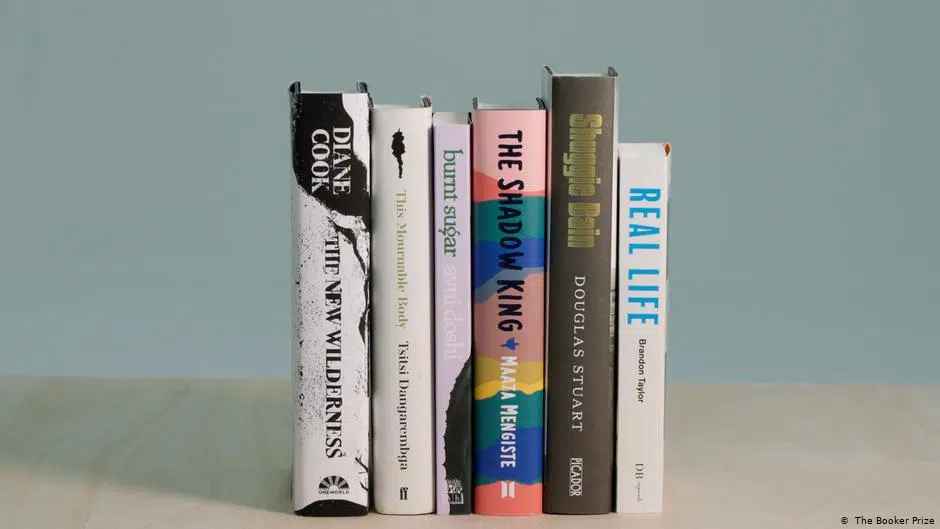 DIANE
COOK
THE NEW WILDERNESS
ONEWORLD
This Mournable Body
Tsitsi Dangarembga
ff
burnt sugar
avni doshi
THE SHADOW KING
MAAZA MENGISTE
Shuggie Bain
DOUGLAS STUART
PICADOR
REAL LIFE
Brandon Taylor
DB
© The Booker Prize